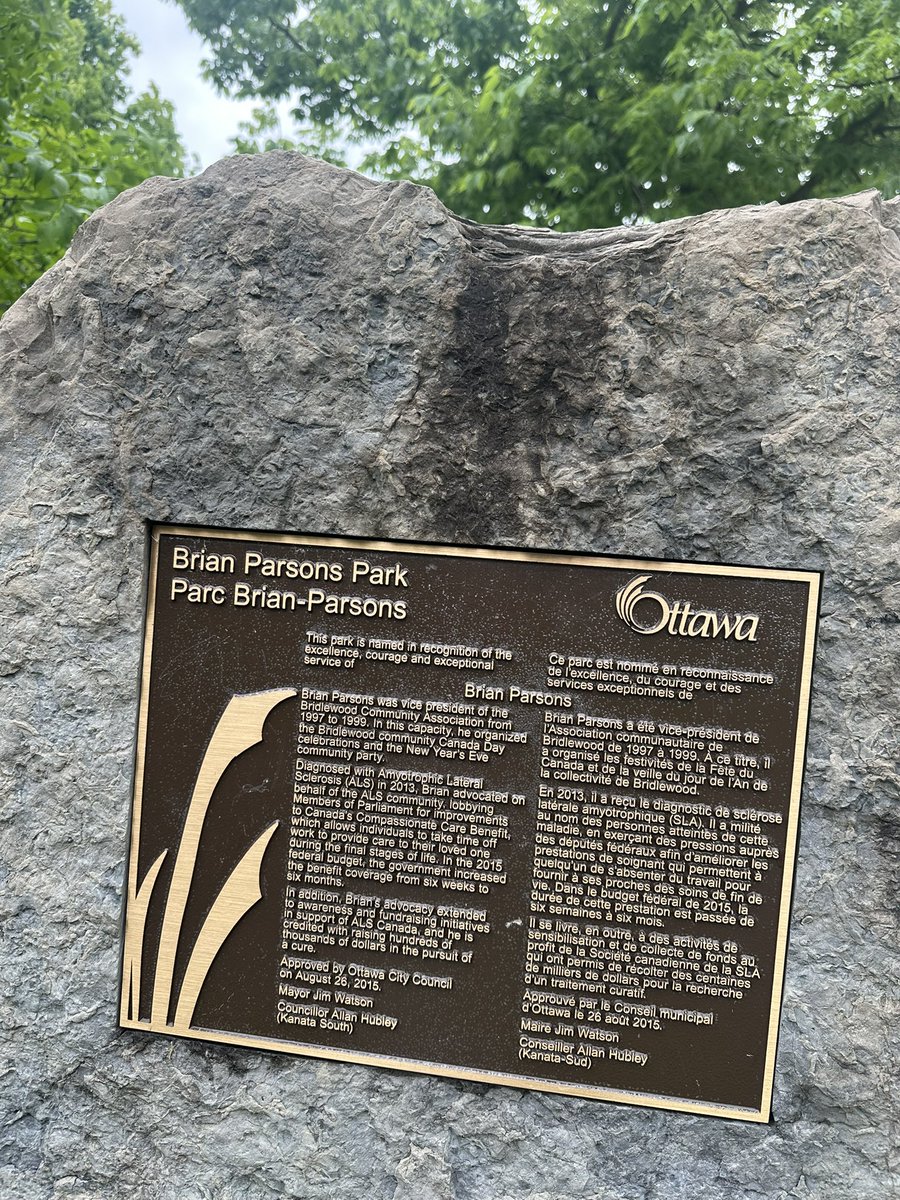 Brian Parsons Park
Parc Brian-Parsons
Ottawa
This park is named in recognition of the
excellence, courage and exceptional
service of
Ce parc est nommé en reconnaissance
de l'excellence, du courage et des
services exceptionnels de
Brian Parsons
Brian Parsons was vice president of the
Bridlewood Community Association from
1997 to 1999. In this capacity, he organized
the Bridlewood community Canada Day
celebrations and the New Year's Eve
community party.
Diagnosed with Amyotrophic Lateral
Sclerosis (ALS) in 2013, Brian advocated on
behalf of the ALS community, lobbying
Members of Parliament for improvements
to Canada's Compassionate Care Benefit,
which allows individuals to take time off
work to provide care to their loved one
during the final stages of life. In the 2015
federal budget, the government increased
the benefit coverage from six weeks to
six months.
In addition, Brian's advocacy extended
to awareness and fundraising initiatives
in support of ALS Canada, and he is
credited with raising hundreds of
thousands of dollars in the pursuit of
a cure.
Approved by Ottawa City Council
on August 26, 2015.
Mayor Jim Watson
Councillor Allan Hubley
(Kanata South)
Brian Parsons a été vice-président de
l'Association communautaire de
Bridlewood de 1997 à 1999. À ce titre, il
a organisé les festivités de la Fête du
Canada et de la veille du jour de l'An de
la collectivité de Bridlewood.
En 2013, il a reçu le diagnostic de sclérose
latérale amyotrophique (SLA). Il a milité
au nom des personnes atteintes de cette
maladie, en exerçant des pressions auprès
des députés fédéraux afin d'améliorer les
prestations de soignant qui permettent à
quelqu'un de s'absenter du travail pour
fournir à ses proches des soins de fin de
vie. Dans le budget fédéral de 2015, la
durée de cette prestation est passée de
six semaines à six mois.
Il se livre, en outre, à des activités de
sensibilisation et de collecte de fonds au
profit de la Société canadienne de la SLA
qui ont permis de récolter des centaines
de milliers de dollars pour la recherche
d'un traitement curatif.
Approuvé par le Conseil municipal
d'Ottawa le 26 août 2015.
Maire Jim Watson
Conseiller Allan Hubley
(Kanata-Sud)